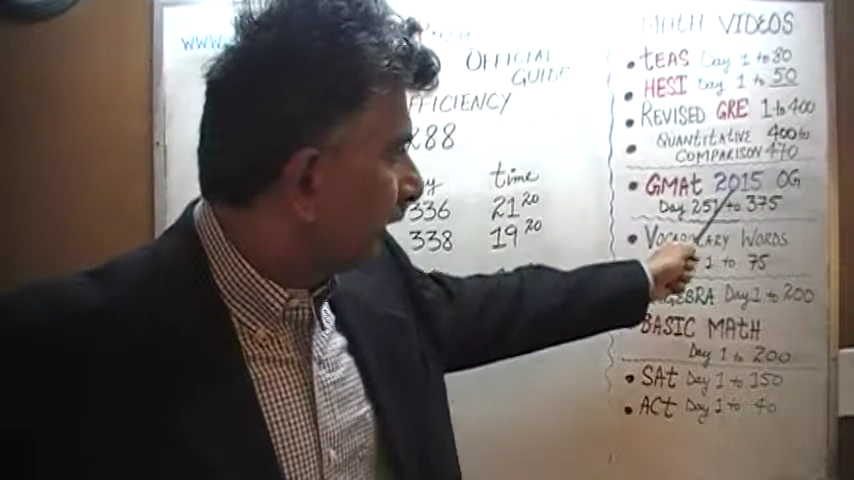 WWW.
OFFICIAL
GUIDE
FFICIENCY
288
time
336 21 20
338 19 20
MATH VIDEOS
• TEAS Day 1 to 80
• HESI Day 1 to 50
• REVISED GRE 1 to 400
• QUANTITATIVE 400 to
COMPARISON 470
• GMAT 2015 OG
Day 251 to 375
• VOCABULARY WORDS
1 to 75
ALGEBRA Day 1 to 200
BASIC MATH
Day 1 to 200
• SAT Day 1 to 150
• ACT Day 1 to 40